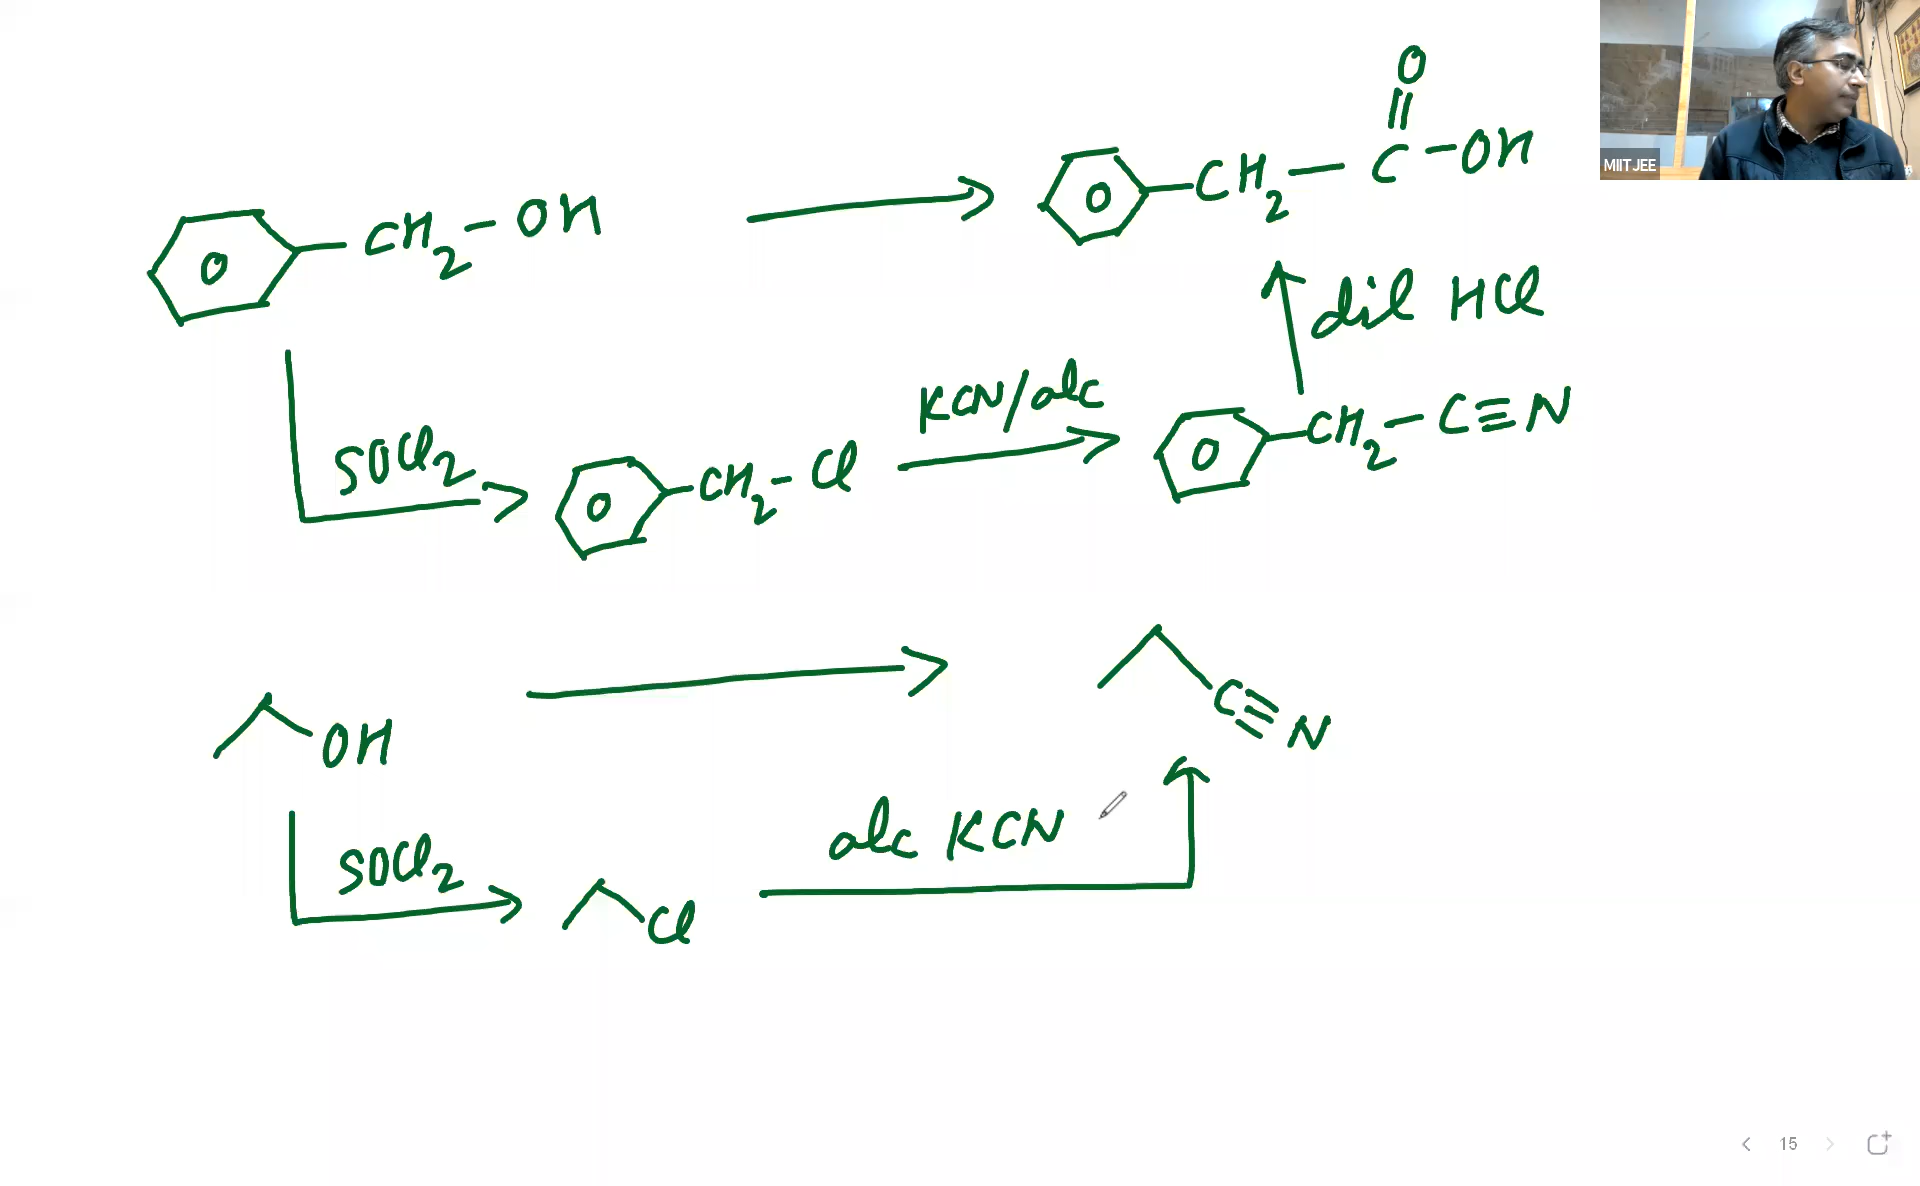 O
||
CH2-OH
CH2-C-OH
dil HCl
SOCl2
CH2-Cl
KCN/alc
CH2-C≡N
OH
C≡N
SOCl2
Cl
alc KCN
MIIT JEE
< 15 >